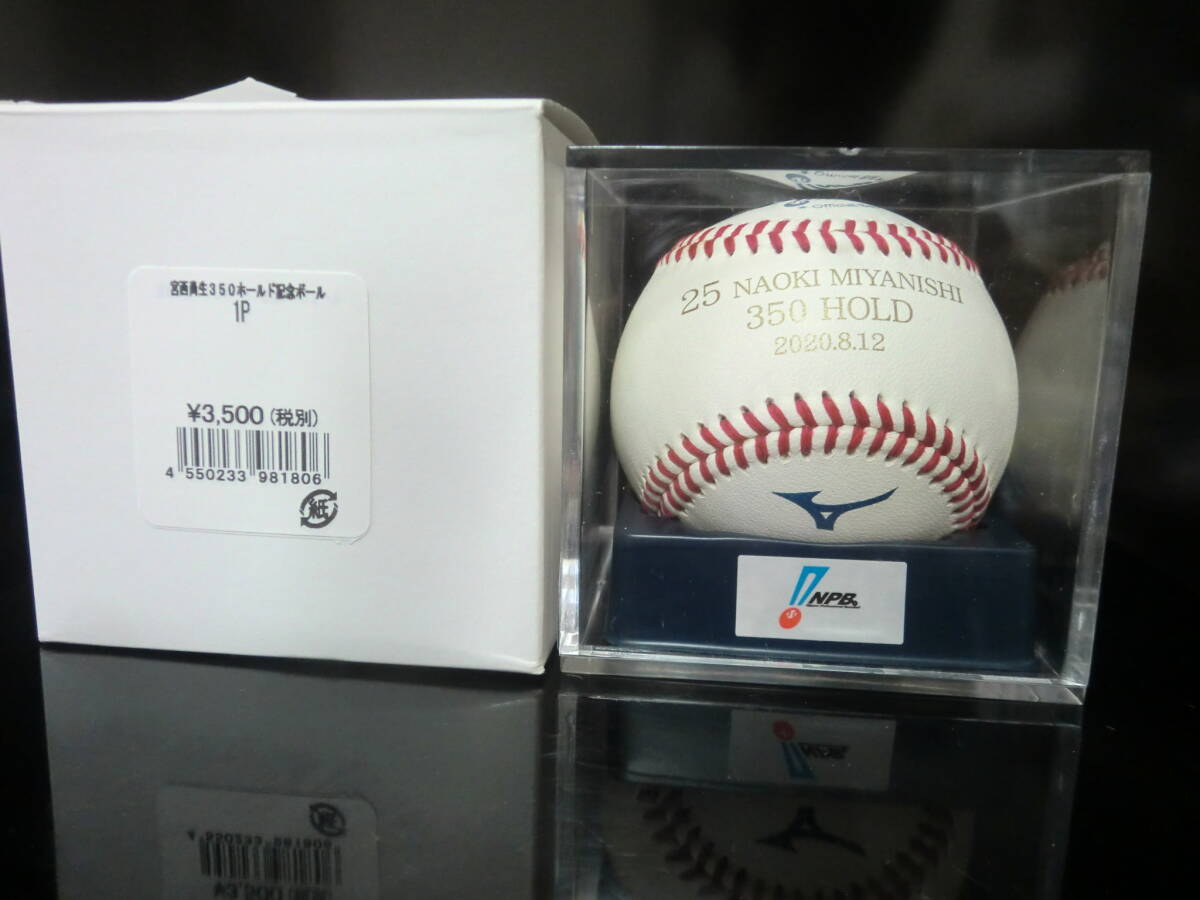 宮西尚生350ホールド記念ボール
1P
¥3,500(税別)
4 550233 981806
紙
25 NAOKI MIYANISHI
350 HOLD
2020.8.12
NPB